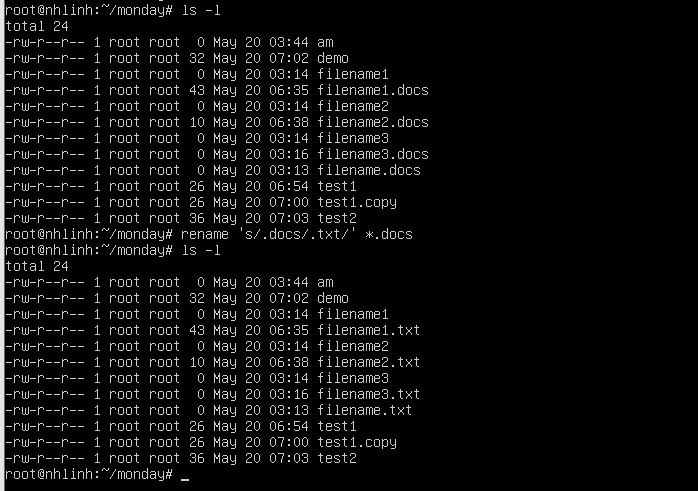 root@nhlinh:~/monday# ls -l
total 24
-rw-r--r-- 1 root root  0 May 20 03:44 am
-rw-r--r-- 1 root root 32 May 20 07:02 demo
-rw-r--r-- 1 root root  0 May 20 03:14 filename1
-rw-r--r-- 1 root root 43 May 20 06:35 filename1.docs
-rw-r--r-- 1 root root  0 May 20 03:14 filename2
-rw-r--r-- 1 root root 10 May 20 06:38 filename2.docs
-rw-r--r-- 1 root root  0 May 20 03:14 filename3
-rw-r--r-- 1 root root  0 May 20 03:16 filename3.docs
-rw-r--r-- 1 root root  0 May 20 03:13 filename.docs
-rw-r--r-- 1 root root 26 May 20 06:54 test1
-rw-r--r-- 1 root root 26 May 20 07:00 test1.copy
-rw-r--r-- 1 root root 36 May 20 07:03 test2
root@nhlinh:~/monday# rename 's/.docs/.txt/' *.docs
root@nhlinh:~/monday# ls -l
total 24
-rw-r--r-- 1 root root  0 May 20 03:44 am
-rw-r--r-- 1 root root 32 May 20 07:02 demo
-rw-r--r-- 1 root root  0 May 20 03:14 filename1
-rw-r--r-- 1 root root 43 May 20 06:35 filename1.txt
-rw-r--r-- 1 root root  0 May 20 03:14 filename2
-rw-r--r-- 1 root root 10 May 20 06:38 filename2.txt
-rw-r--r-- 1 root root  0 May 20 03:14 filename3
-rw-r--r-- 1 root root  0 May 20 03:16 filename3.txt
-rw-r--r-- 1 root root  0 May 20 03:13 filename.txt
-rw-r--r-- 1 root root 26 May 20 06:54 test1
-rw-r--r-- 1 root root 26 May 20 07:00 test1.copy
-rw-r--r-- 1 root root 36 May 20 07:03 test2
root@nhlinh:~/monday# _